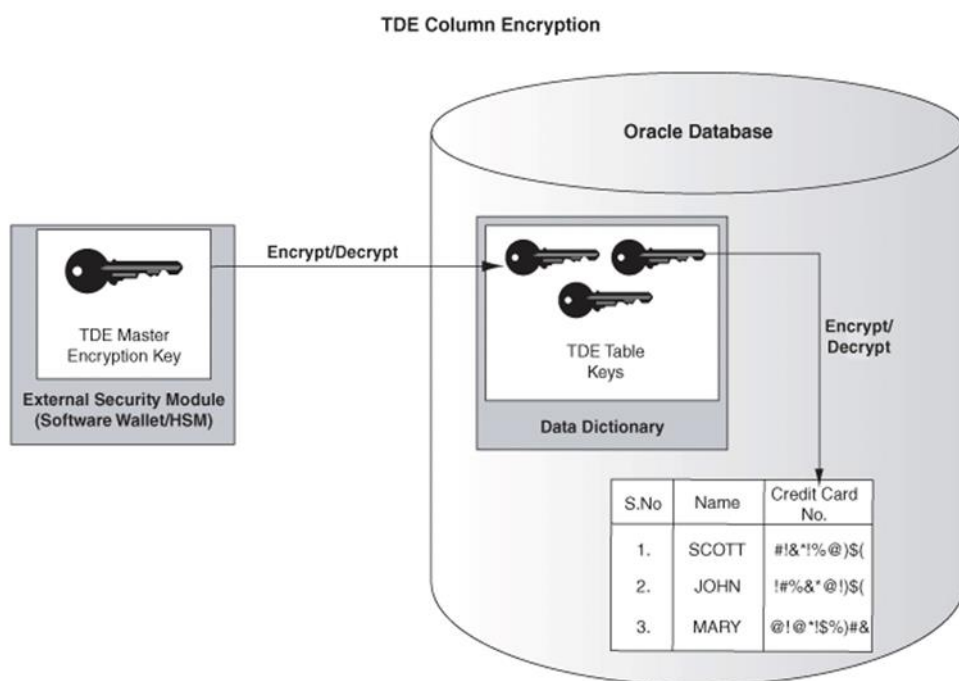 TDE Column Encryption
Oracle Database
Encrypt/Decrypt
TDE Master
Encryption Key
External Security Module
(Software Wallet/HSM)
TDE Table
Keys
Data Dictionary
Encrypt/
Decrypt
S.No Name Credit Card
No.
1. SCOTT #!&*!%@)$(
2. JOHN !#%&*@!)$(
3. MARY @!@*!$%)#&